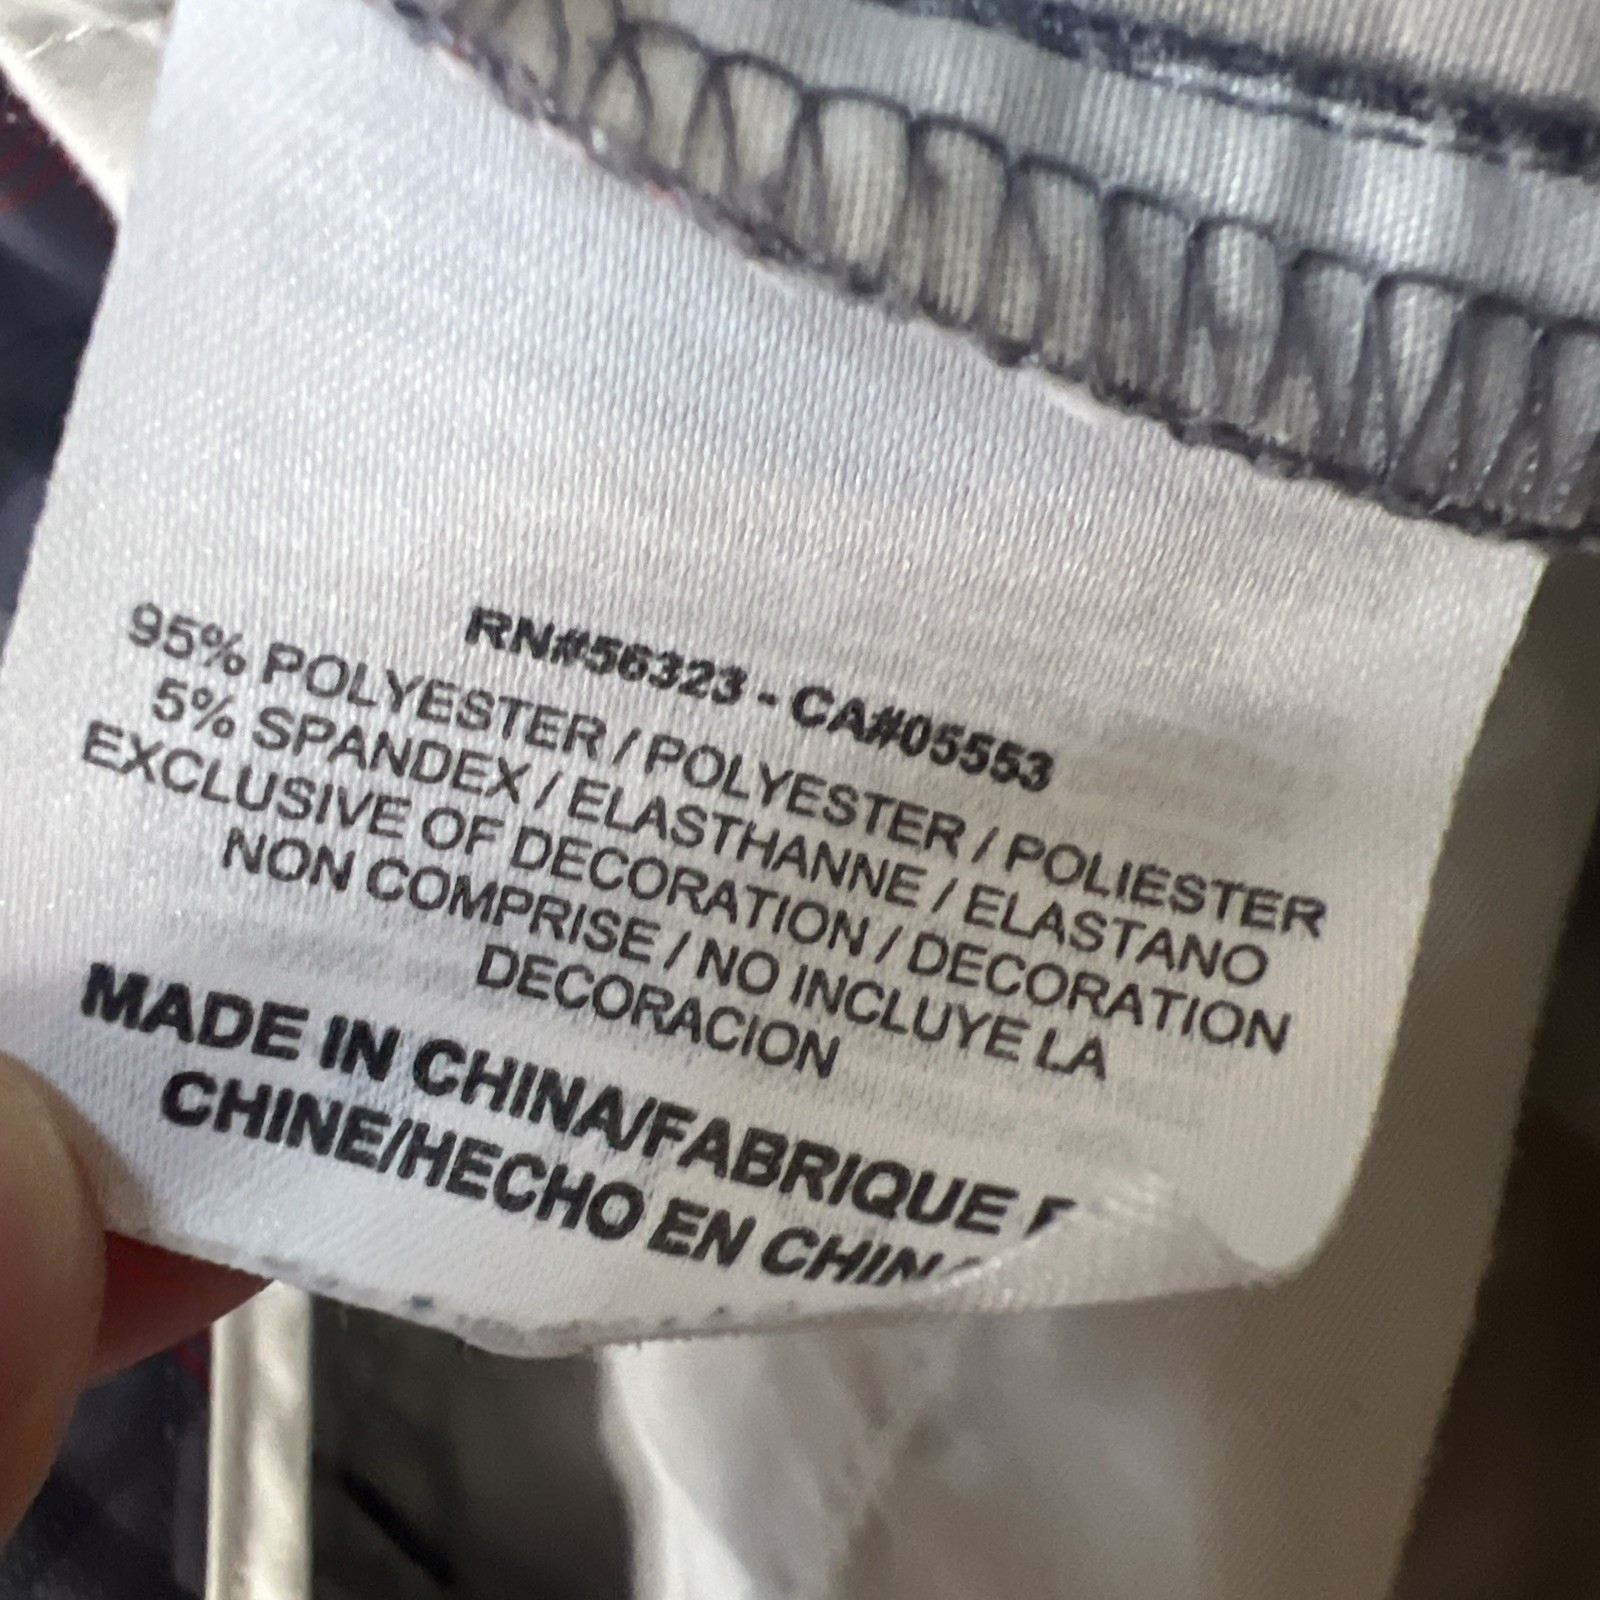 RN#56323 - CA#05553
95% POLYESTER / POLYESTER / POLIESTER
5% SPANDEX / ELASTHANNE / ELASTANO
EXCLUSIVE OF DECORATION / DECORATION
NON COMPRISE / NO INCLUYE LA
DECORACION
MADE IN CHINA/FABRIQUE
CHINE/HECHO EN